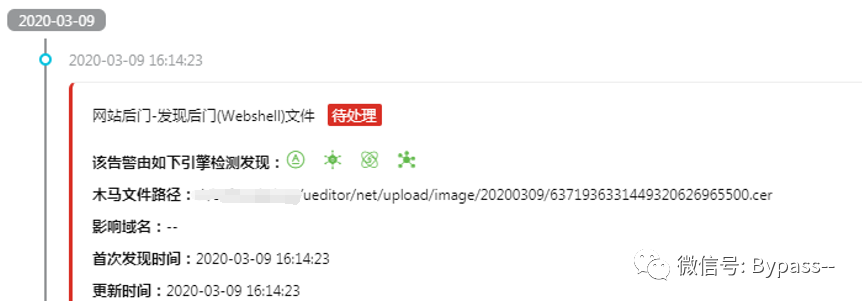 2020-03-09
2020-03-09 16:14:23
网站后门-发现后门(Webshell)文件 待处理
该告警由如下引擎检测发现：
木马文件路径： /ueditor/net/upload/image/20200309/6371936331449320626965500.cer
影响域名：--
首次发现时间：2020-03-09 16:14:23
更新时间：2020-03-09 16:14:23
微信号: Bypass--